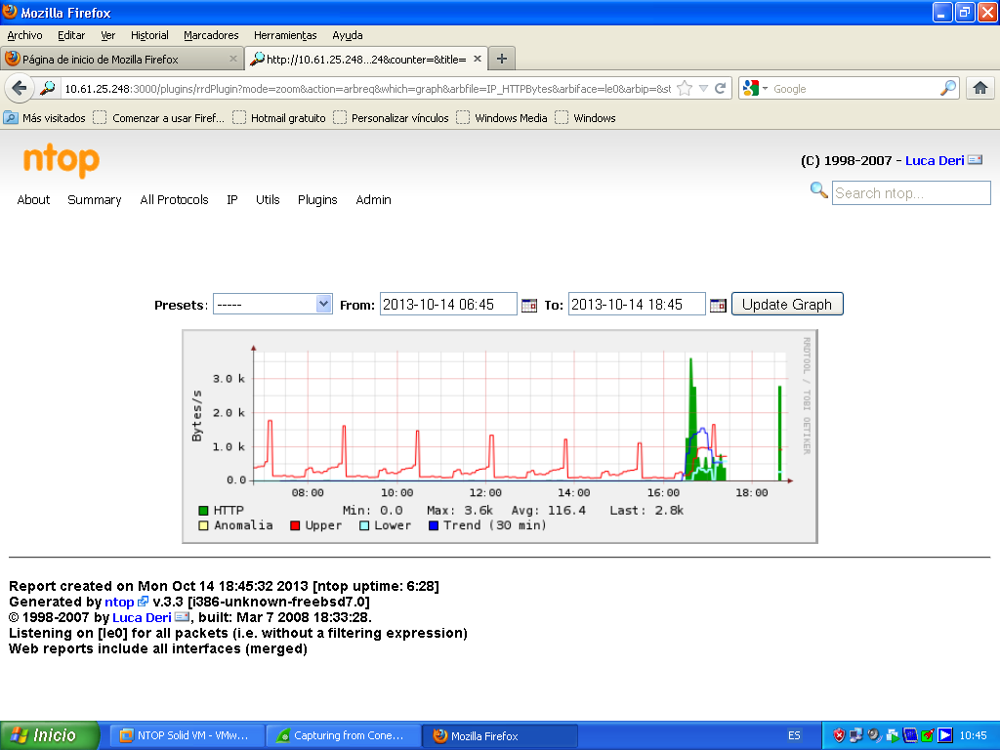 Mozilla Firefox
Archivo Editar Ver Historial Marcadores Herramientas Ayuda
Página de inicio de Mozilla Firefox http://10.61.25.248...24&counter=&title=
10.61.25.248:3000/plugins/rrdPlugin?mode=zoom&action=arbreq&which=graph&arbfile=IP_HTTPBytes&arbiface=le0&arbip=&st Google
Más visitados Comenzar a usar Firef... Hotmail gratuito Personalizar vínculos Windows Media Windows
ntop
(C) 1998-2007 - Luca Deri
Search ntop...
About Summary All Protocols IP Utils Plugins Admin
Presets: ----- From: 2013-10-14 06:45 To: 2013-10-14 18:45 Update Graph
RRDTOOL / TOBI OETIKER
Bytes/s
3.0 k
2.0 k
1.0 k
0.0
08:00 10:00 12:00 14:00 16:00 18:00
HTTP Min: 0.0 Max: 3.6k Avg: 116.4 Last: 2.8k
Anomalia Upper Lower Trend (30 min)
Report created on Mon Oct 14 18:45:32 2013 [ntop uptime: 6:28]
Generated by ntop v.3.3 [i386-unknown-freebsd7.0]
© 1998-2007 by Luca Deri, built: Mar 7 2008 18:33:28.
Listening on [le0] for all packets (i.e. without a filtering expression)
Web reports include all interfaces (merged)
Inicio NTOP Solid VM - VMw... Capturing from Cone... Mozilla Firefox ES 10:45